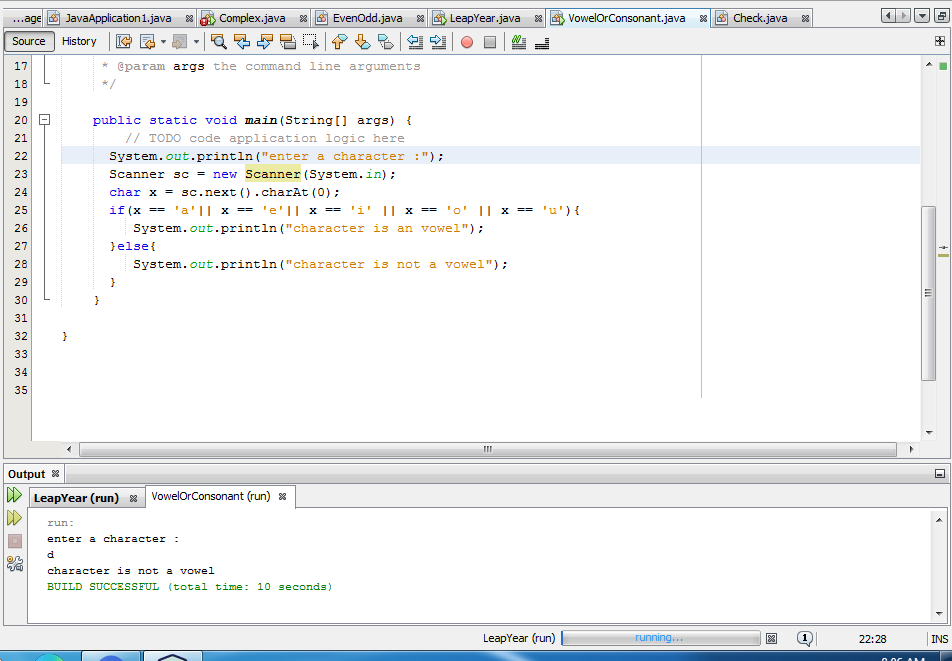 ...age JavaApplication1.java Complex.java EvenOdd.java LeapYear.java VowelOrConsonant.java Check.java
Source History
17 * @param args the command line arguments
18 */
19
20 public static void main(String[] args) {
21 // TODO code application logic here
22 System.out.println("enter a character :");
23 Scanner sc = new Scanner(System.in);
24 char x = sc.next().charAt(0);
25 if(x == 'a'|| x == 'e'|| x == 'i' || x == 'o' || x == 'u'){
26 System.out.println("character is an vowel");
27 }else{
28 System.out.println("character is not a vowel");
29 }
30 }
31
32 }
33
34
35
Output
LeapYear (run) VowelOrConsonant (run)
run:
enter a character :
d
character is not a vowel
BUILD SUCCESSFUL (total time: 10 seconds)
LeapYear (run) running... 1 22:28 INS